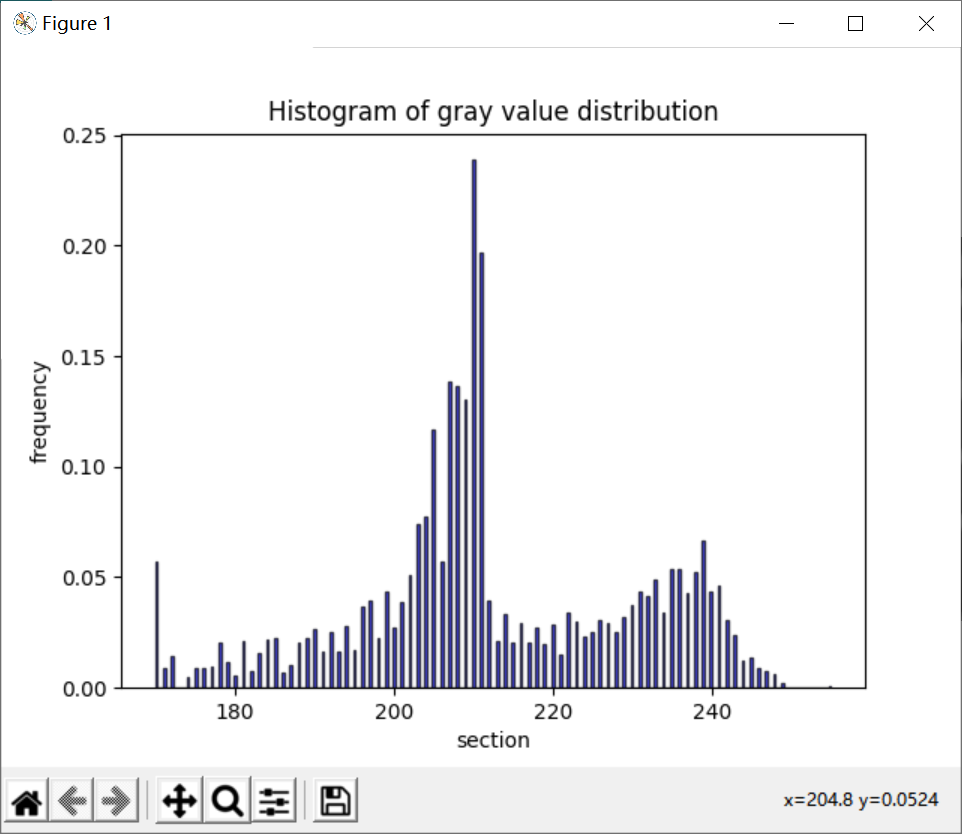 Figure 1
Histogram of gray value distribution
0.25
0.20
0.15
0.10
0.05
0.00
frequency
180 200 220 240
section
x=204.8 y=0.0524